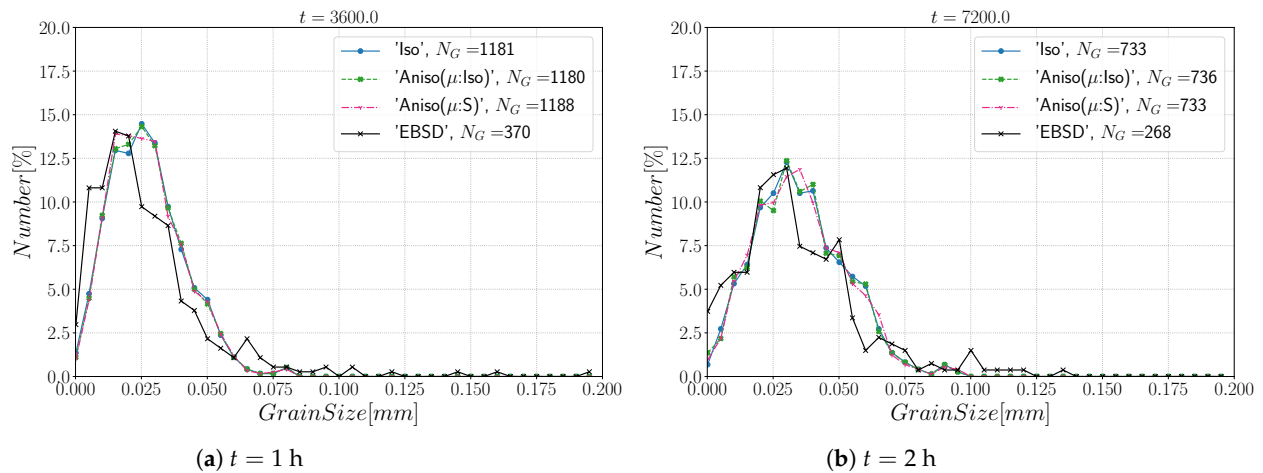 t = 3600.0
20.0
17.5
15.0
12.5
10.0
7.5
5.0
2.5
0.0
Number[%]
'Iso', N_G =1181
'Aniso(μ:Iso)', N_G =1180
'Aniso(μ:S)', N_G =1188
'EBSD', N_G =370
0.000 0.025 0.050 0.075 0.100 0.125 0.150 0.175 0.200
GrainSize[mm]
(a) t = 1 h
t = 7200.0
20.0
17.5
15.0
12.5
10.0
7.5
5.0
2.5
0.0
Number[%]
'Iso', N_G =733
'Aniso(μ:Iso)', N_G =736
'Aniso(μ:S)', N_G =733
'EBSD', N_G =268
0.000 0.025 0.050 0.075 0.100 0.125 0.150 0.175 0.200
GrainSize[mm]
(b) t = 2 h